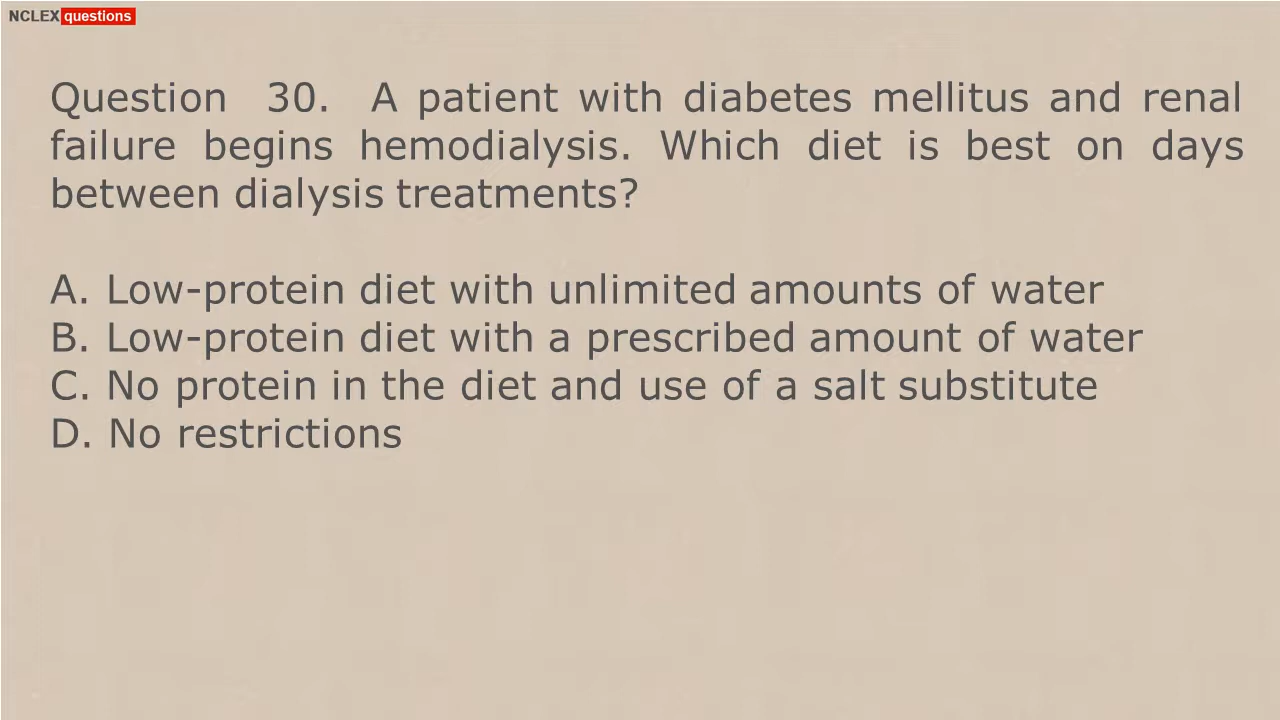 NCLEX questions
Question 30. A patient with diabetes mellitus and renal
failure begins hemodialysis. Which diet is best on days
between dialysis treatments?
A. Low-protein diet with unlimited amounts of water
B. Low-protein diet with a prescribed amount of water
C. No protein in the diet and use of a salt substitute
D. No restrictions